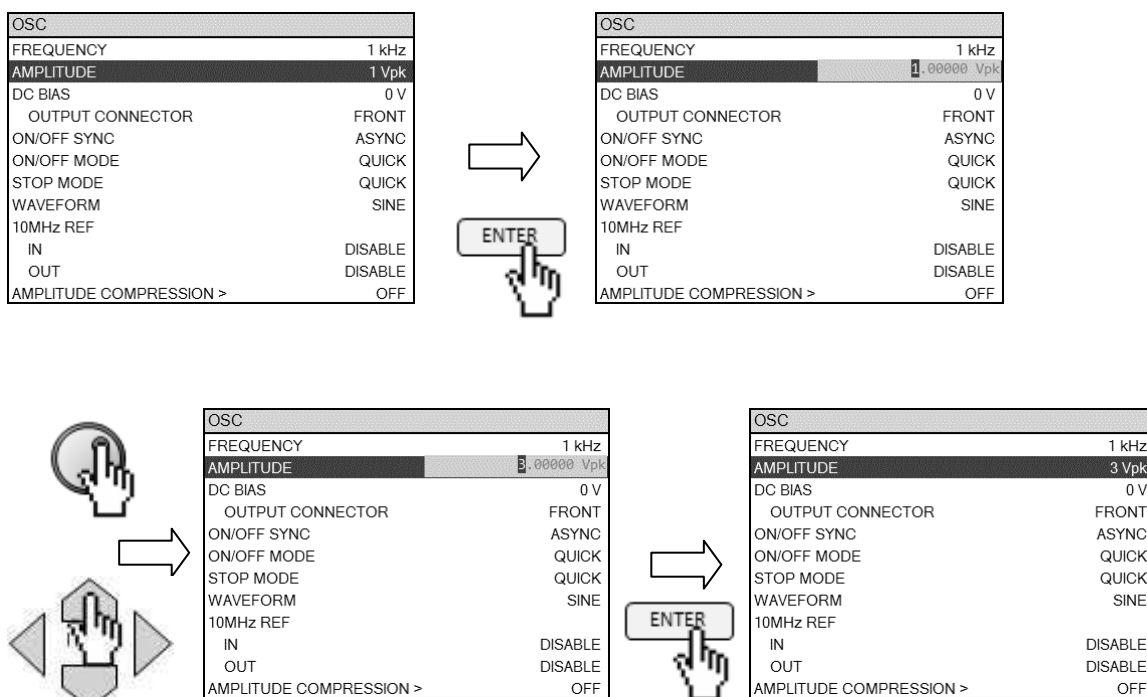 OSC
FREQUENCY 1 kHz
AMPLITUDE 1 Vpk
DC BIAS 0 V
OUTPUT CONNECTOR FRONT
ON/OFF SYNC ASYNC
ON/OFF MODE QUICK
STOP MODE QUICK
WAVEFORM SINE
10MHz REF
IN DISABLE
OUT DISABLE
AMPLITUDE COMPRESSION > OFF
ENTER
OSC
FREQUENCY 1 kHz
AMPLITUDE 1.00000 Vpk
DC BIAS 0 V
OUTPUT CONNECTOR FRONT
ON/OFF SYNC ASYNC
ON/OFF MODE QUICK
STOP MODE QUICK
WAVEFORM SINE
10MHz REF
IN DISABLE
OUT DISABLE
AMPLITUDE COMPRESSION > OFF
OSC
FREQUENCY 1 kHz
AMPLITUDE 3.00000 Vpk
DC BIAS 0 V
OUTPUT CONNECTOR FRONT
ON/OFF SYNC ASYNC
ON/OFF MODE QUICK
STOP MODE QUICK
WAVEFORM SINE
10MHz REF
IN DISABLE
OUT DISABLE
AMPLITUDE COMPRESSION > OFF
ENTER
OSC
FREQUENCY 1 kHz
AMPLITUDE 3 Vpk
DC BIAS 0 V
OUTPUT CONNECTOR FRONT
ON/OFF SYNC ASYNC
ON/OFF MODE QUICK
STOP MODE QUICK
WAVEFORM SINE
10MHz REF
IN DISABLE
OUT DISABLE
AMPLITUDE COMPRESSION > OFF